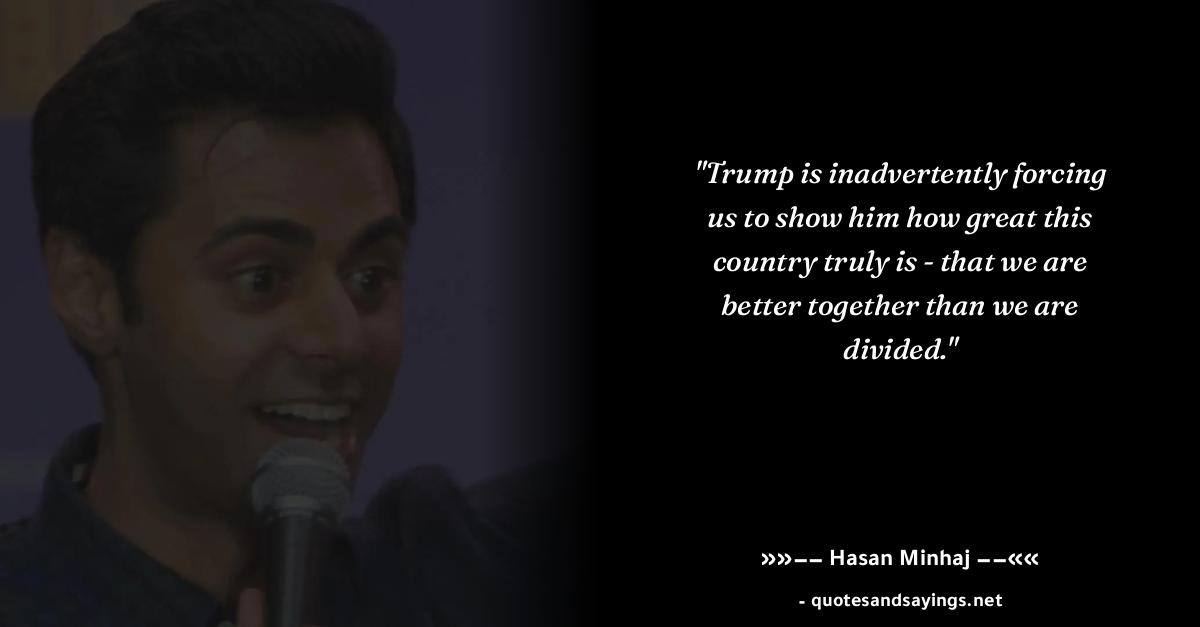 "Trump is inadvertently forcing
us to show him how great this
country truly is - that we are
better together than we are
divided."
»»−− Hasan Minhaj −−««
- quotesandsayings.net